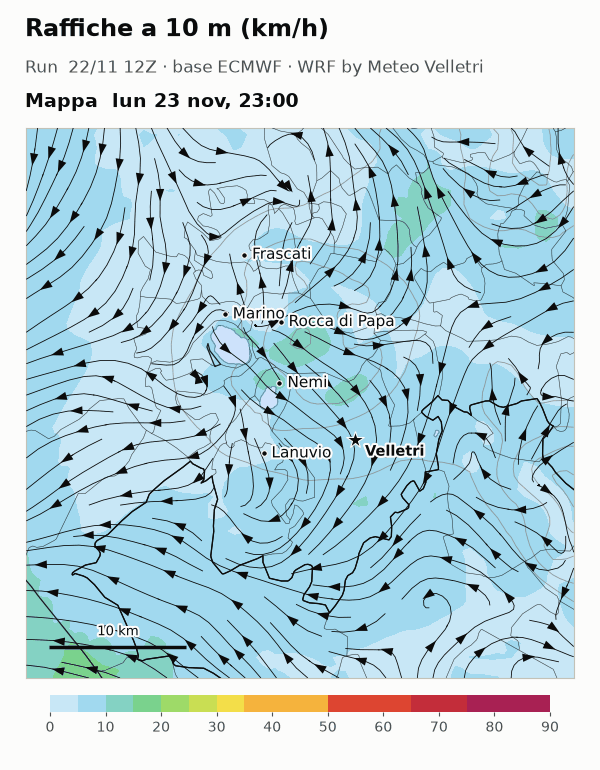 Raffiche a 10 m (km/h)
Run  22/11 12Z · base ECMWF · WRF by Meteo Velletri
Mappa  lun 23 nov, 23:00
Frascati
Marino
Rocca di Papa
Nemi
Velletri
Lanuvio
10 km
0 10 20 30 40 50 60 70 80 90